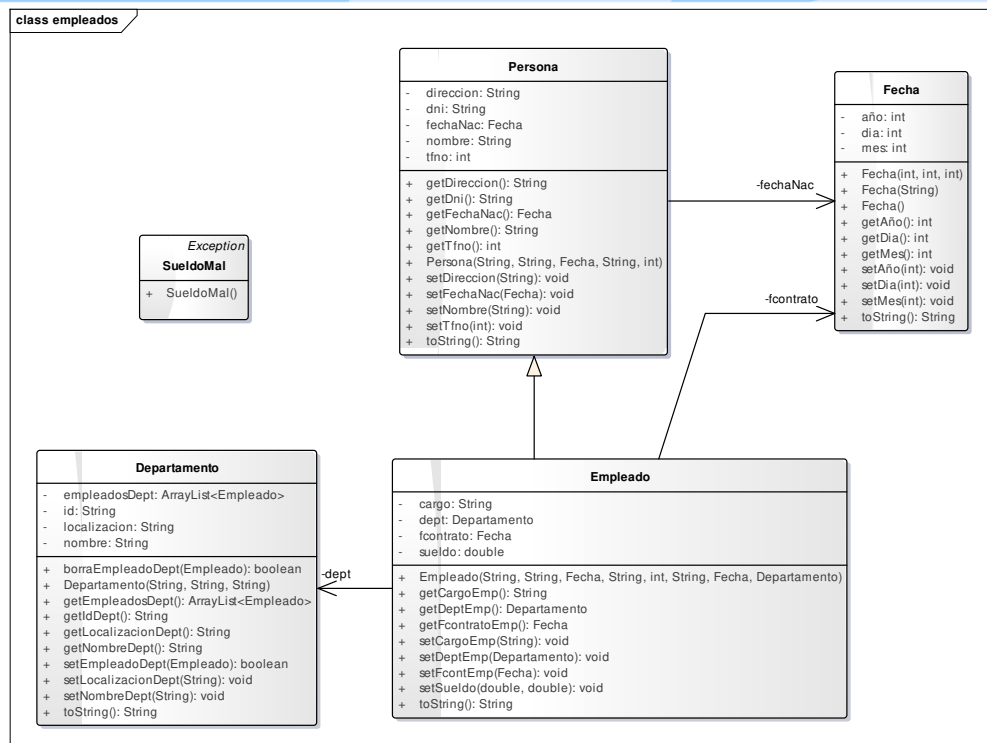 class empleados
Persona
- direccion: String
- dni: String
- fechaNac: Fecha
- nombre: String
- tfno: int
+ getDireccion(): String
+ getDni(): String
+ getFechaNac(): Fecha
+ getNombre(): String
+ getTfno(): int
+ Persona(String, String, Fecha, String, int)
+ setDireccion(String): void
+ setFechaNac(Fecha): void
+ setNombre(String): void
+ setTfno(int): void
+ toString(): String
Fecha
- año: int
- dia: int
- mes: int
+ Fecha(int, int, int)
+ Fecha(String)
+ Fecha()
+ getAño(): int
+ getDia(): int
+ getMes(): int
+ setAño(int): void
+ setDia(int): void
+ setMes(int): void
+ toString(): String
-fechaNac
-fcontrato
Exception
SueldoMal
+ SueldoMal()
Departamento
- empleadosDept: ArrayList<Empleado>
- id: String
- localizacion: String
- nombre: String
+ borraEmpleadoDept(Empleado): boolean
+ Departamento(String, String, String)
+ getEmpleadosDept(): ArrayList<Empleado>
+ getIdDept(): String
+ getLocalizacionDept(): String
+ getNombreDept(): String
+ setEmpleadoDept(Empleado): boolean
+ setLocalizacionDept(String): void
+ setNombreDept(String): void
+ toString(): String
-dept
Empleado
- cargo: String
- dept: Departamento
- fcontrato: Fecha
- sueldo: double
+ Empleado(String, String, Fecha, String, int, String, Fecha, Departamento)
+ getCargoEmp(): String
+ getDeptEmp(): Departamento
+ getFcontratoEmp(): Fecha
+ setCargoEmp(String): void
+ setDeptEmp(Departamento): void
+ setFcontEmp(Fecha): void
+ setSueldo(double, double): void
+ toString(): String